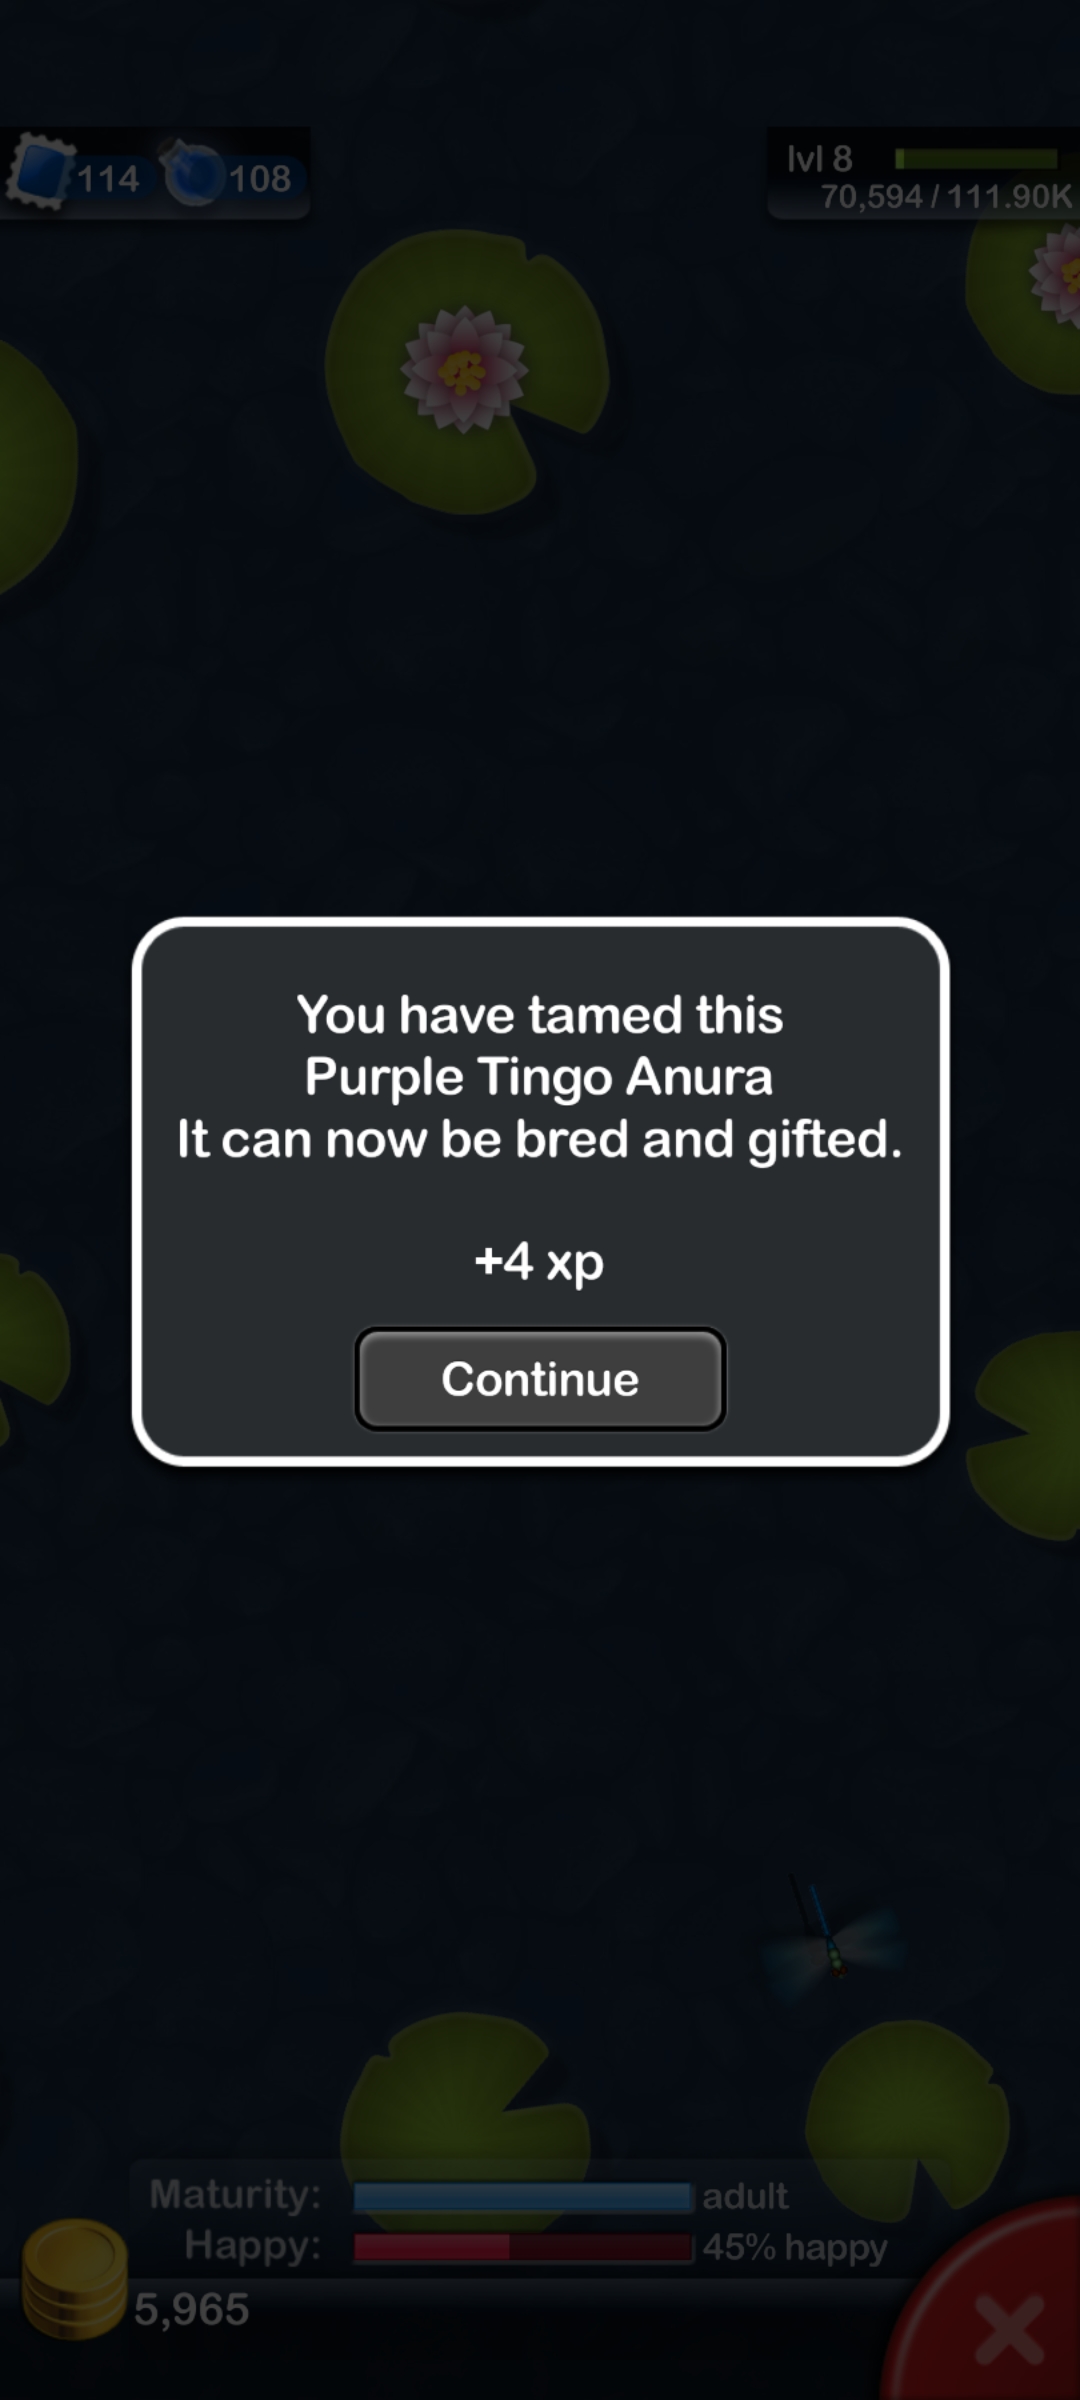 114
108
lvl 8
70,594 / 111.90K
You have tamed this
Purple Tingo Anura
It can now be bred and gifted.
+4 xp
Continue
Maturity: adult
Happy: 45% happy
5,965